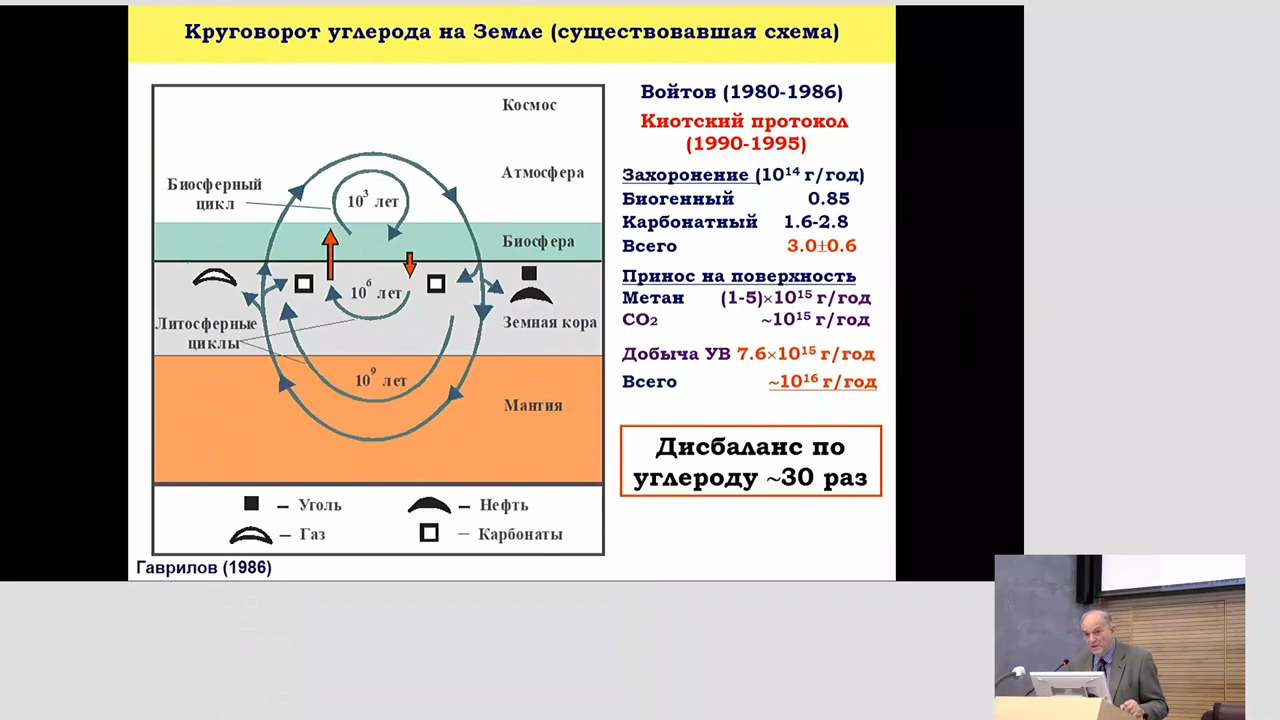 Круговорот углерода на Земле (существовавшая схема)
Космос
Атмосфера
Биосферный
цикл
10³ лет
Биосфера
10⁶ лет
Литосферные
циклы
Земная кора
10⁹ лет
Мантия
– Уголь
– Нефть
– Газ
– Карбонаты
Гаврилов (1986)
Войтов (1980-1986)
Киотский протокол
(1990-1995)
Захоронение (10¹⁴ г/год)
Биогенный 0.85
Карбонатный 1.6-2.8
Всего 3.0±0.6
Принос на поверхность
Метан (1-5)×10¹⁵ г/год
CO₂ ~10¹⁵ г/год
Добыча УВ 7.6×10¹⁵ г/год
Всего ~10¹⁶ г/год
Дисбаланс по
углероду ~30 раз